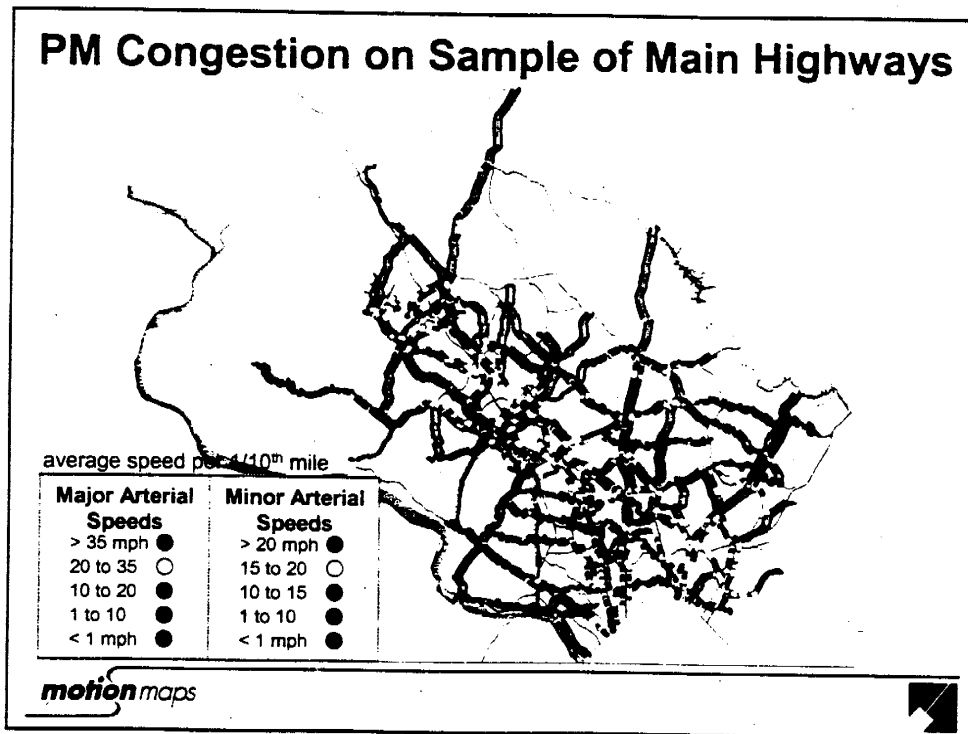 PM Congestion on Sample of Main Highways
average speed per 1/10th mile
Major Arterial
Speeds
> 35 mph
20 to 35
10 to 20
1 to 10
< 1 mph
Minor Arterial
Speeds
> 20 mph
15 to 20
10 to 15
1 to 10
< 1 mph
motionmaps